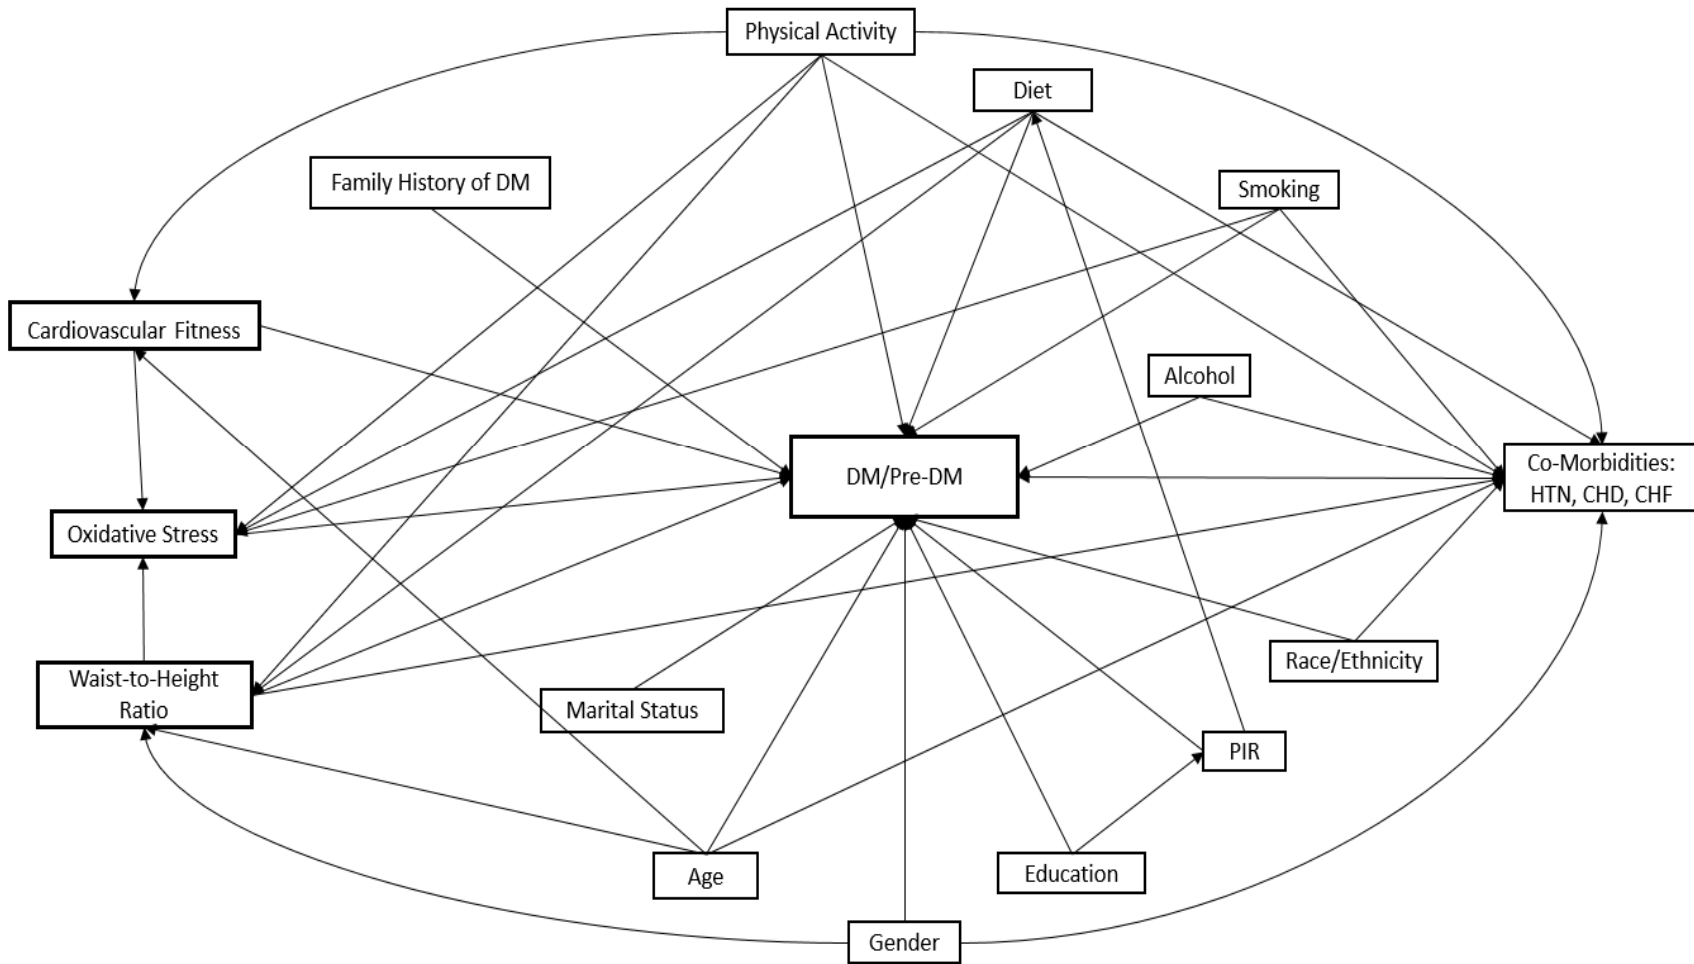 Physical Activity
Diet
Family History of DM
Smoking
Cardiovascular Fitness
Alcohol
DM/Pre-DM
Co-Morbidities:
HTN, CHD, CHF
Oxidative Stress
Waist-to-Height
Ratio
Marital Status
Race/Ethnicity
PIR
Age
Education
Gender